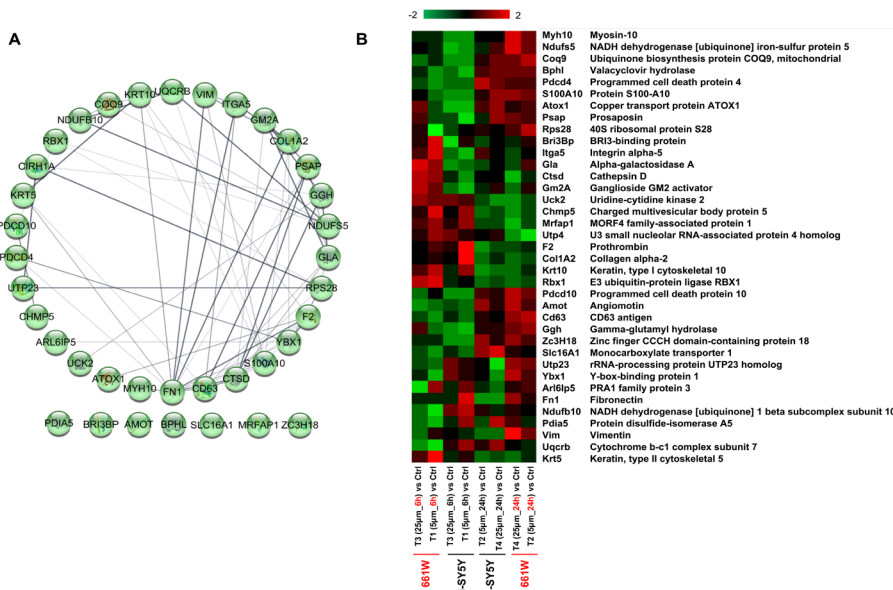 -2
2
A
B
KRT10
UQCRB
VIM
COQ9
ITGA5
NDUFB10
GM2A
RBX1
COL1A2
CIRH1A
PSAP
KRT5
GGH
PDCD10
NDUFS5
PDCD4
GLA
UTP23
RPS28
CHMP5
F2
ARL6IP5
YBX1
UCK2
S100A10
ATOX1
CTSD
MYH10
FN1
CD63
PDIA5
BRI3BP
AMOT
BPHL
SLC16A1
MRFAP1
ZC3H18
Myh10 Myosin-10
Ndufs5 NADH dehydrogenase [ubiquinone] iron-sulfur protein 5
Coq9 Ubiquinone biosynthesis protein COQ9, mitochondrial
Bphl Valacyclovir hydrolase
Pdcd4 Programmed cell death protein 4
S100A10 Protein S100-A10
Atox1 Copper transport protein ATOX1
Psap Prosaposin
Rps28 40S ribosomal protein S28
Bri3Bp BRI3-binding protein
Itga5 Integrin alpha-5
Gla Alpha-galactosidase A
Ctsd Cathepsin D
Gm2A Ganglioside GM2 activator
Uck2 Uridine-cytidine kinase 2
Chmp5 Charged multivesicular body protein 5
Mrfap1 MORF4 family-associated protein 1
Utp4 U3 small nucleolar RNA-associated protein 4 homolog
F2 Prothrombin
Col1A2 Collagen alpha-2
Krt10 Keratin, type I cytoskeletal 10
Rbx1 E3 ubiquitin-protein ligase RBX1
Pdcd10 Programmed cell death protein 10
Amot Angiomotin
Cd63 CD63 antigen
Ggh Gamma-glutamyl hydrolase
Zc3H18 Zinc finger CCCH domain-containing protein 18
Slc16A1 Monocarboxylate transporter 1
Utp23 rRNA-processing protein UTP23 homolog
Ybx1 Y-box-binding protein 1
Arl6Ip5 PRA1 family protein 3
Fn1 Fibronectin
Ndufb10 NADH dehydrogenase [ubiquinone] 1 beta subcomplex subunit 10
Pdia5 Protein disulfide-isomerase A5
Vim Vimentin
Uqcrb Cytochrome b-c1 complex subunit 7
Krt5 Keratin, type II cytoskeletal 5
T3 (25μm_6h) vs Ctrl
T1 (5μm_6h) vs Ctrl
T3 (25μm_6h) vs Ctrl
T1 (5μm_6h) vs Ctrl
T2 (5μm_24h) vs Ctrl
T4 (25μm_24h) vs Ctrl
T4 (25μm_24h) vs Ctrl
T2 (5μm_24h) vs Ctrl
661W
-SY5Y
-SY5Y
661W